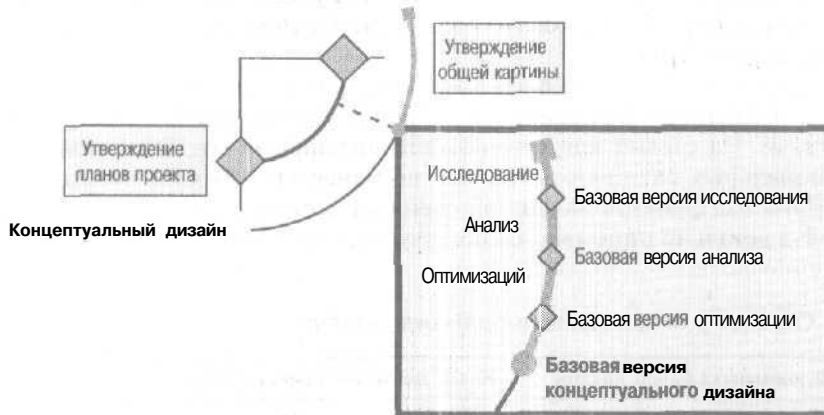 Утверждение
общей картины
Утверждение
планов проекта
Концептуальный дизайн
Исследование
Базовая версия исследования
Анализ
Базовая версия анализа
Оптимизаций
Базовая версия оптимизации
Базовая версия
концептуального дизайна